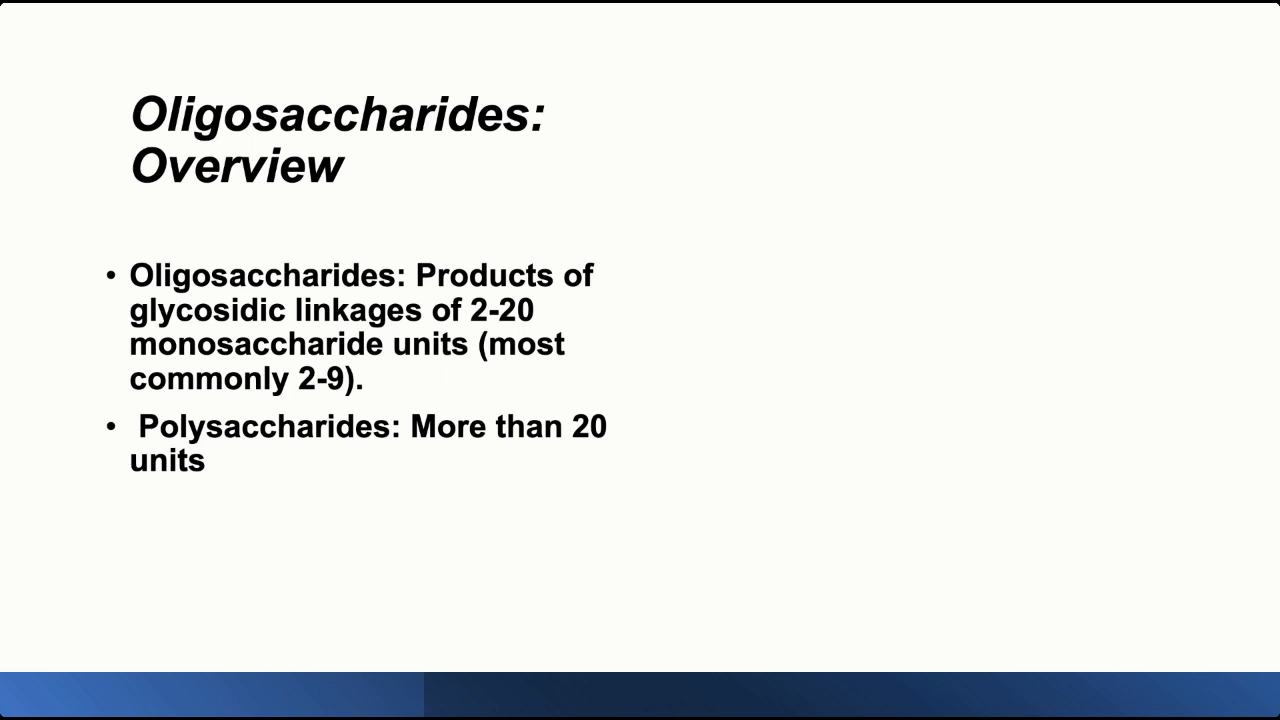 Oligosaccharides:
Overview
• Oligosaccharides: Products of
glycosidic linkages of 2-20
monosaccharide units (most
commonly 2-9).
• Polysaccharides: More than 20
units